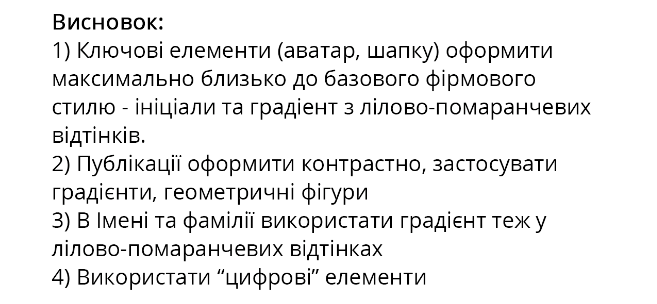 Висновок:
1) Ключові елементи (аватар, шапку) оформити
максимально близько до базового фірмового
стилю - ініціали та градіент з лілово-помаранчевих
відтінків.
2) Публікації оформити контрастно, застосувати
градієнти, геометричні фігури
3) В Імені та фамілії використати градієнт теж у
лілово-помаранчевих відтінках
4) Використати “цифрові” елементи